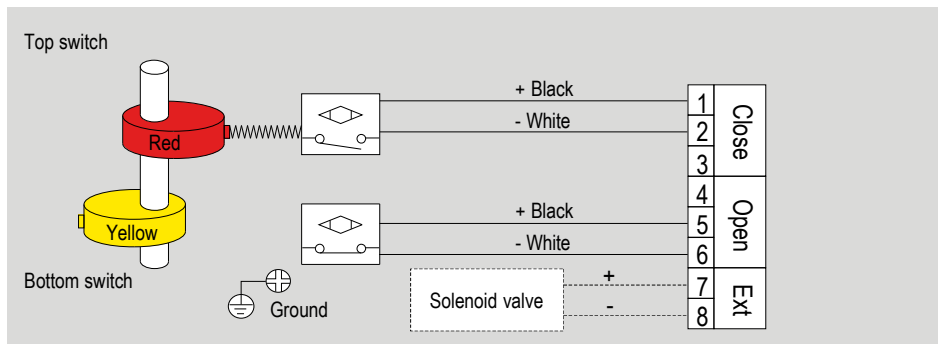 Top switch
Red
Yellow
Bottom switch
Ground
+ Black
- White
+ Black
- White
Solenoid valve
+
-
1
2
3
Close
4
5
6
Open
7
8
Ext